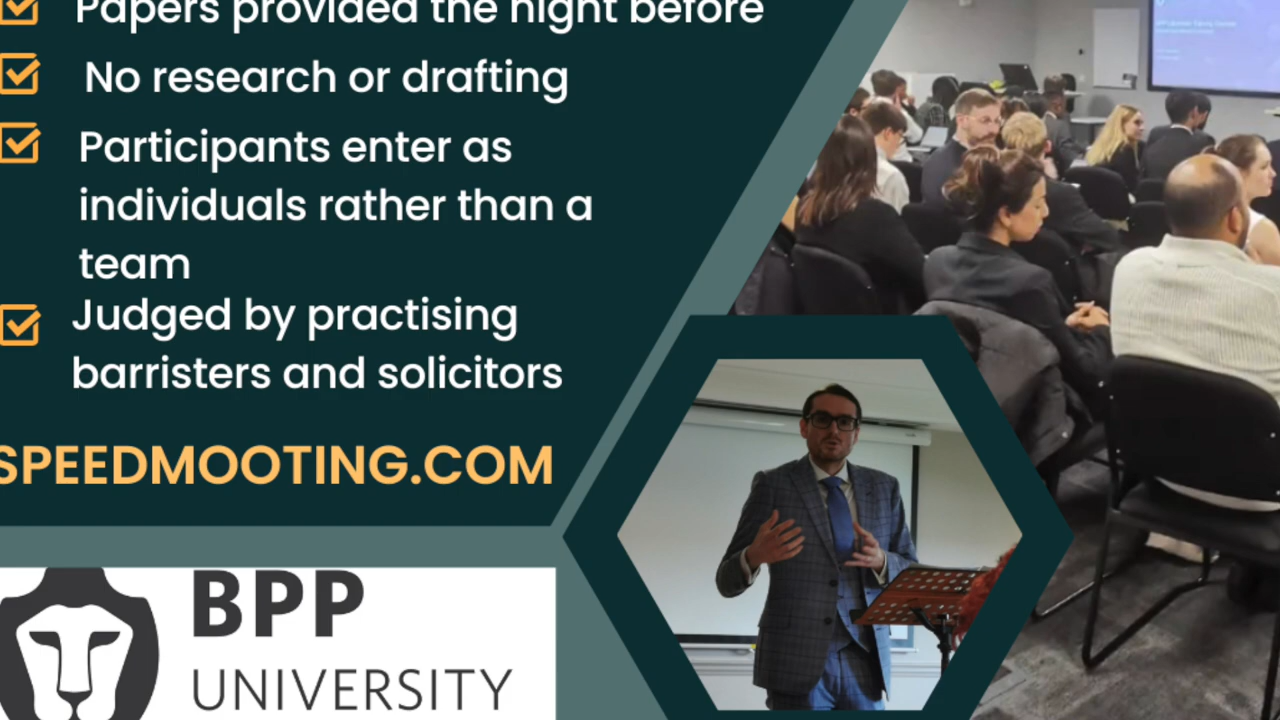 Papers provided the night before
No research or drafting
Participants enter as
individuals rather than a
team
Judged by practising
barristers and solicitors
SPEEDMOOTING.COM
BPP
UNIVERSITY